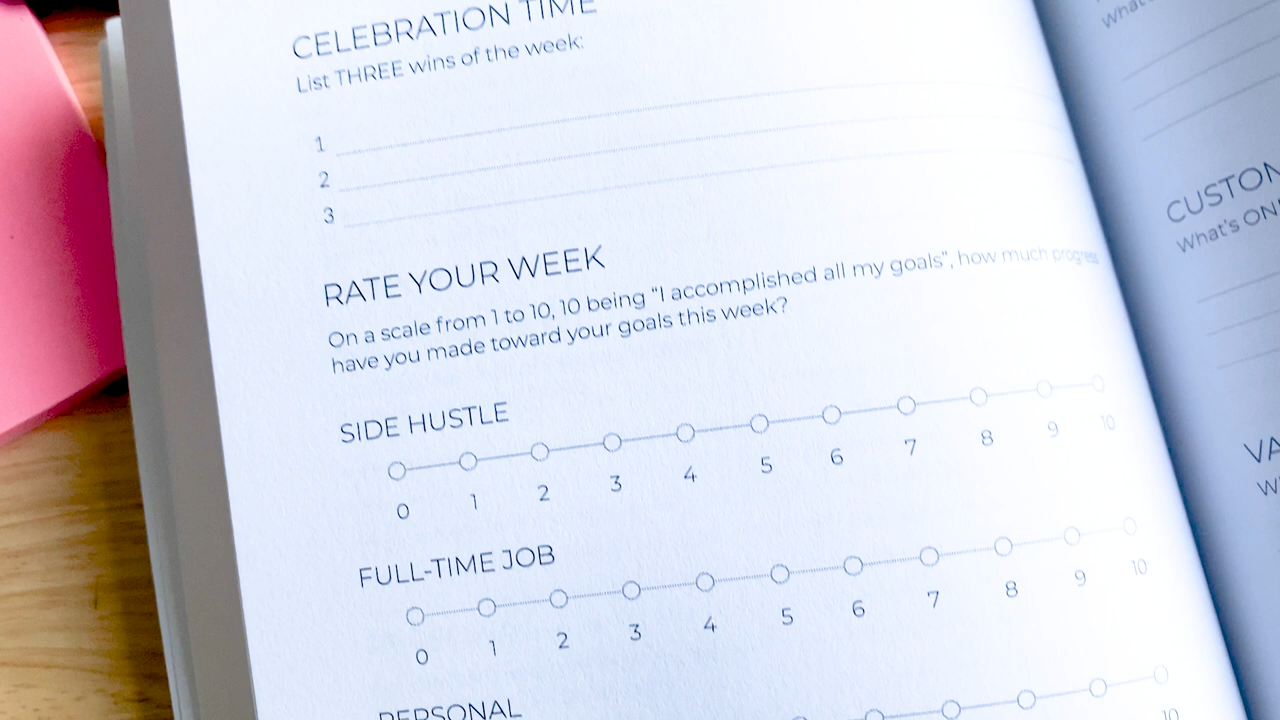 CELEBRATION TIME
List THREE wins of the week:
1
2
3
RATE YOUR WEEK
On a scale from 1 to 10, 10 being “I accomplished all my goals”, how much progress
have you made toward your goals this week?
SIDE HUSTLE
0 1 2 3 4 5 6 7 8 9 10
FULL-TIME JOB
0 1 2 3 4 5 6 7 8 9 10
PERSONAL
10
What's ON